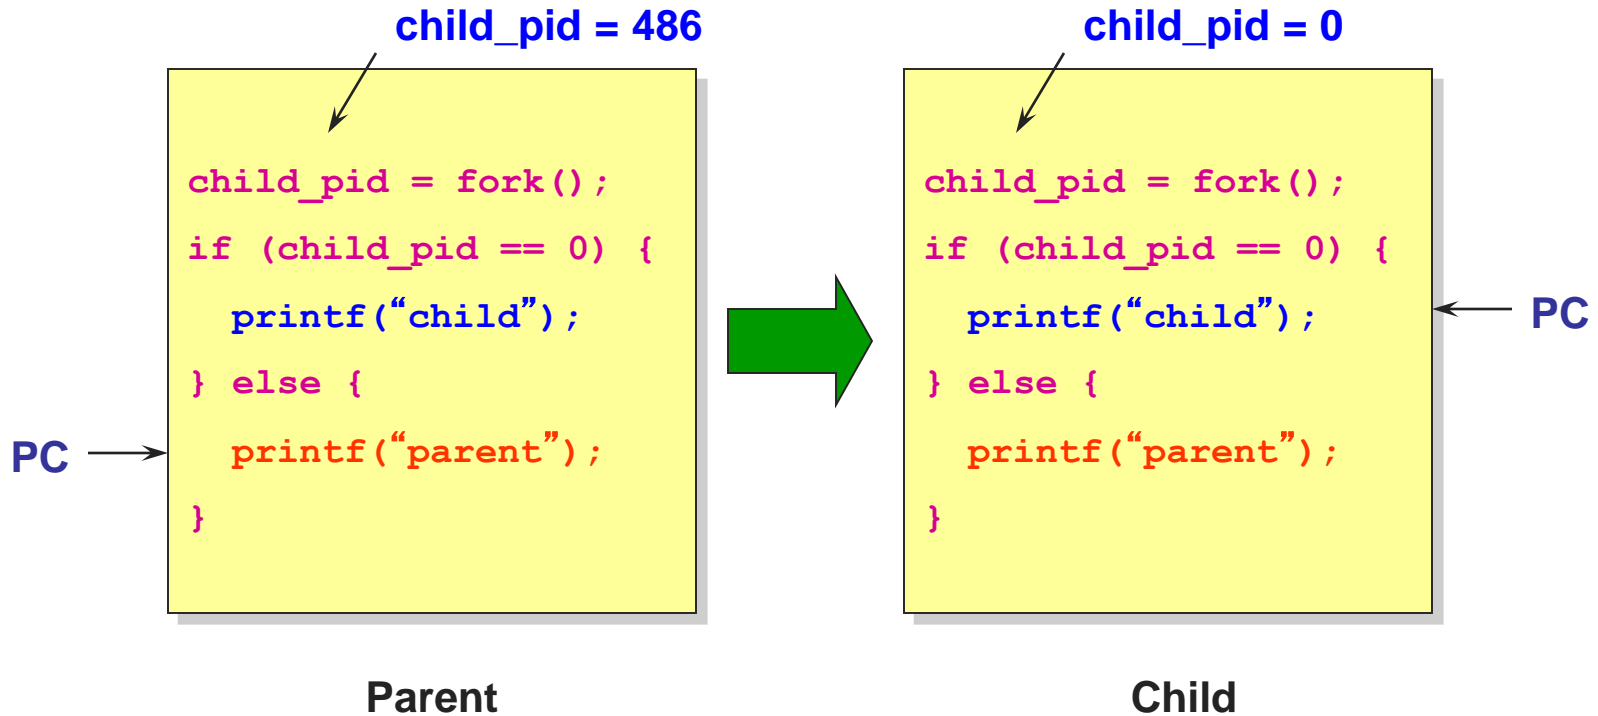 child_pid = 486
child_pid = fork();
if (child_pid == 0) {
  printf(“child”);
} else {
  printf(“parent”);
}
PC
Parent
child_pid = 0
child_pid = fork();
if (child_pid == 0) {
  printf(“child”);
} else {
  printf(“parent”);
}
PC
Child